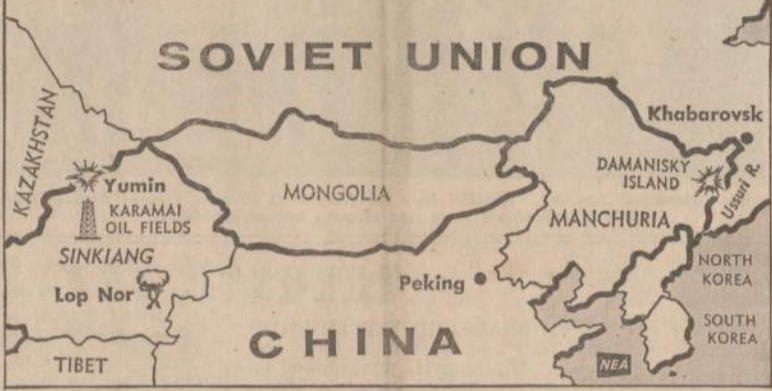 SOVIET UNION
KAZAKHSTAN
Khabarovsk
DAMANISKY
ISLAND
Ussuri R.
Yumin
KARAMAI
OIL FIELDS
MONGOLIA
MANCHURIA
SINKIANG
NORTH
KOREA
Lop Nor
Peking
SOUTH
KOREA
CHINA
TIBET
NEA